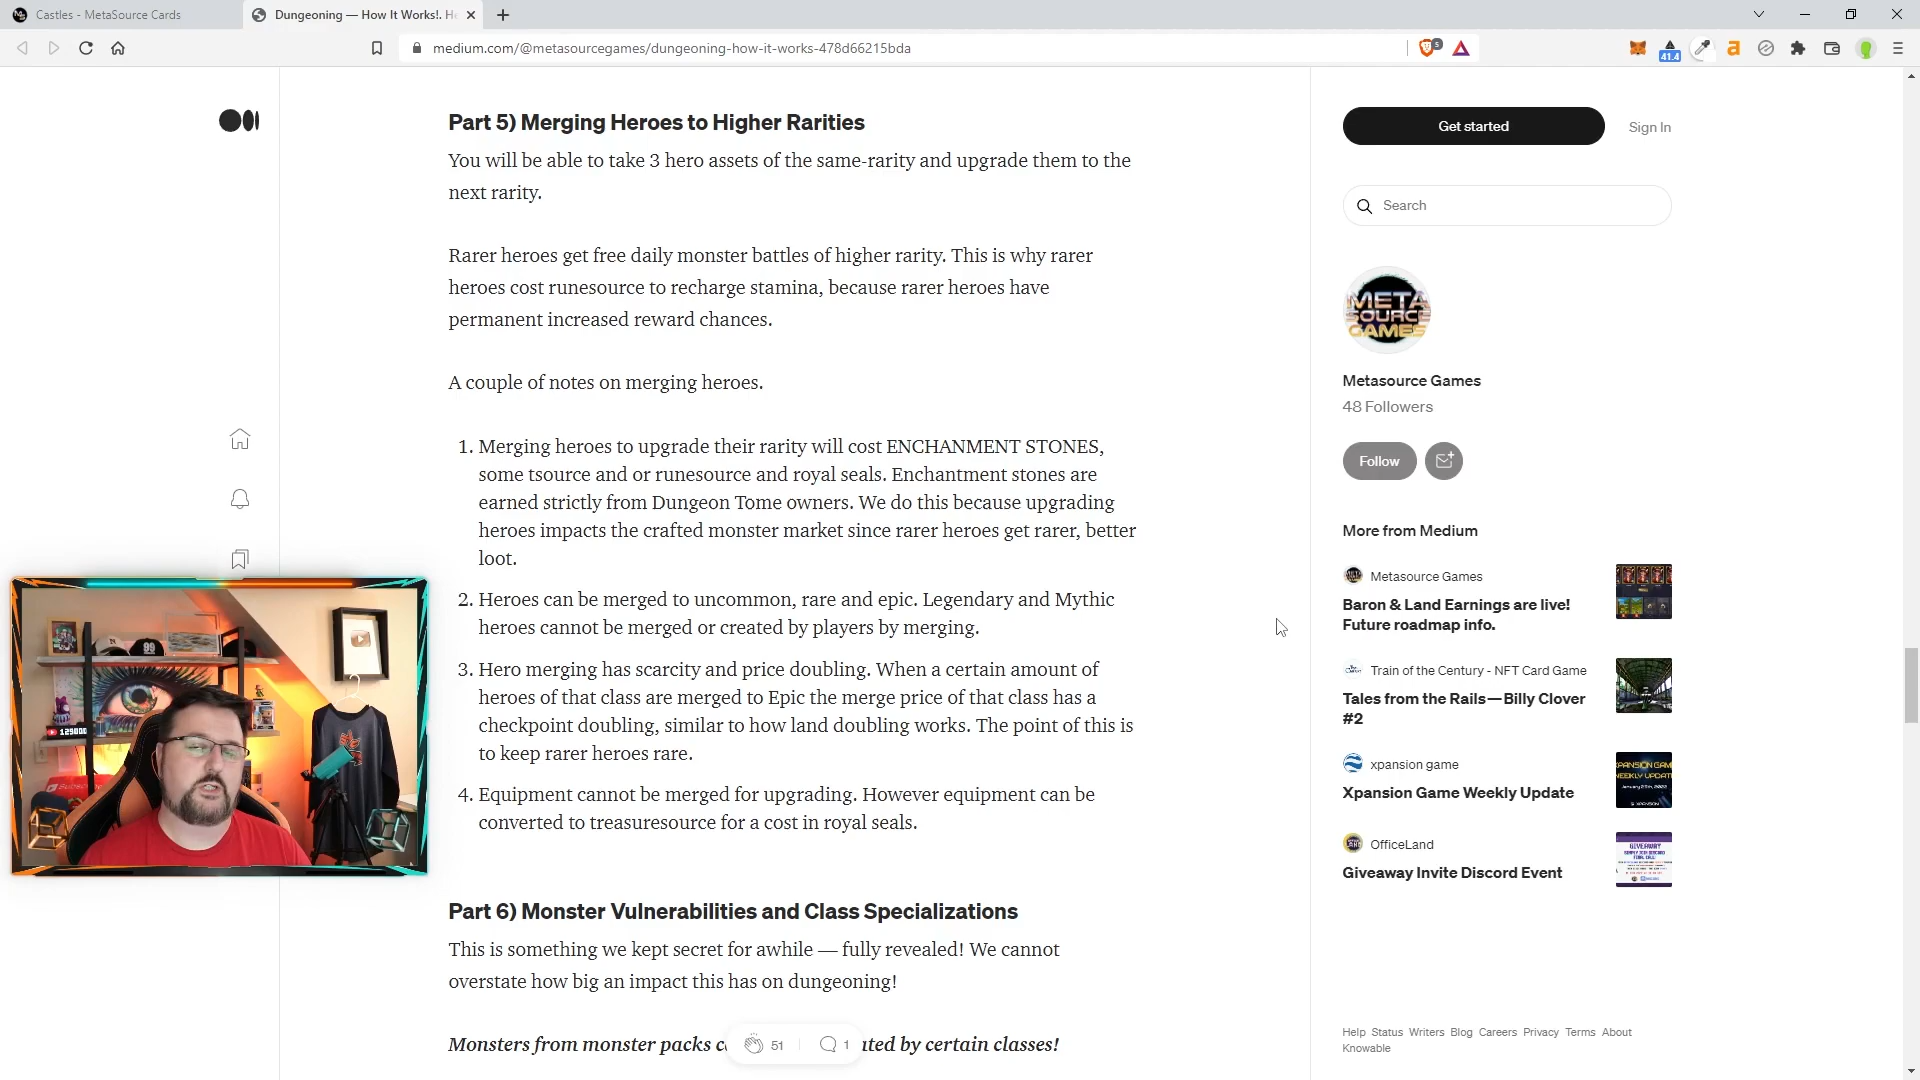 Castles - MetaSource Cards
Dungeoning — How It Works!. He
medium.com/@metasourcegames/dungeoning-how-it-works-478d66215bda
5
41.4
Part 5) Merging Heroes to Higher Rarities
You will be able to take 3 hero assets of the same-rarity and upgrade them to the
next rarity.
Rarer heroes get free daily monster battles of higher rarity. This is why rarer
heroes cost runesource to recharge stamina, because rarer heroes have
permanent increased reward chances.
A couple of notes on merging heroes.
1. Merging heroes to upgrade their rarity will cost ENCHANMENT STONES,
some tsource and or runesource and royal seals. Enchantment stones are
earned strictly from Dungeon Tome owners. We do this because upgrading
heroes impacts the crafted monster market since rarer heroes get rarer, better
loot.
2. Heroes can be merged to uncommon, rare and epic. Legendary and Mythic
heroes cannot be merged or created by players by merging.
3. Hero merging has scarcity and price doubling. When a certain amount of
heroes of that class are merged to Epic the merge price of that class has a
checkpoint doubling, similar to how land doubling works. The point of this is
to keep rarer heroes rare.
4. Equipment cannot be merged for upgrading. However equipment can be
converted to treasuresource for a cost in royal seals.
Part 6) Monster Vulnerabilities and Class Specializations
This is something we kept secret for awhile — fully revealed! We cannot
overstate how big an impact this has on dungeoning!
Monsters from monster packs c
ated by certain classes!
51
1
Get started
Sign In
Search
META
SOURCE
GAMES
Metasource Games
48 Followers
Follow
More from Medium
Metasource Games
Baron & Land Earnings are live!
Future roadmap info.
Train of the Century - NFT Card Game
Tales from the Rails—Billy Clover
#2
xpansion game
Xpansion Game Weekly Update
OfficeLand
Giveaway Invite Discord Event
GIVEAWAY
Help Status Writers Blog Careers Privacy Terms About
Knowable
99